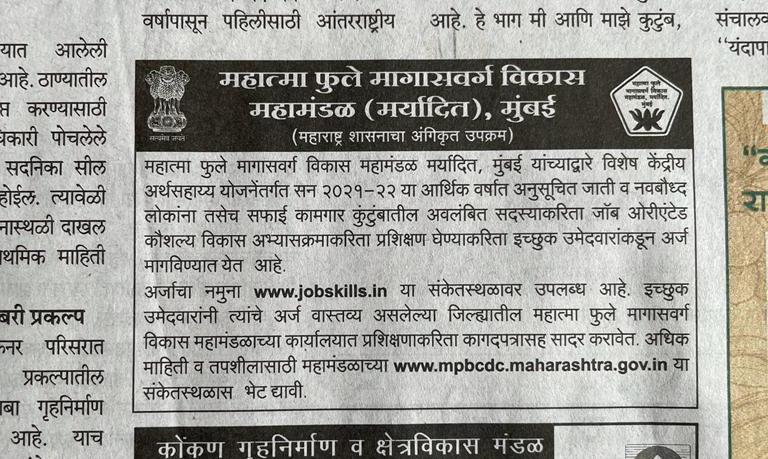 वर्षापासून पहिलीसाठी आंतरराष्ट्रीय
यात आलेली
आहे. ठाण्यातील
करण्यासाठी
पोचलेले
सदनिका सील
होईल. त्यावेळी
दाखल
माहिती
प्रकल्प
परिसरात
प्रकल्पातील
गृहनिर्माण
आहे. याच
आहे. हे भाग मी आणि माझे कुटुंब,
महात्मा फुले मागासवर्ग विकास
महामंडळ (मर्यादित), मुंबई
(महाराष्ट्र शासनाचा अंगिकृत उपक्रम)
सत्यमेव जयते
महात्मा फुले
मागासवर्ग विकास
महामंडळ मर्यादित,
मुंबई
महात्मा फुले मागासवर्ग विकास महामंडळ मर्यादित, मुंबई यांच्याद्वारे विशेष केंद्रीय
अर्थसहाय्य योजनेंतर्गत सन २०२१-२२ या आर्थिक वर्षात अनुसूचित जाती व नवबौध्द
लोकांना तसेच सफाई कामगार कुंटुबातील अवलंबित सदस्याकरिता जॉब ओरीएंटेड
कौशल्य विकास अभ्यासक्रमाकरिता प्रशिक्षण घेण्याकरिता इच्छुक उमेदवारांकडून अर्ज
मागविण्यात येत आहे.
अर्जाचा नमुना www.jobskills.in या संकेतस्थळावर उपलब्ध आहे. इच्छुक
उमेदवारांनी त्यांचे अर्ज वास्तव्य असलेल्या जिल्ह्यातील महात्मा फुले मागासवर्ग
विकास महामंडळाच्या कार्यालयात प्रशिक्षणाकरिता कागदपत्रासह सादर करावेत. अधिक
माहिती व तपशीलासाठी महामंडळाच्या www.mpbcdc.maharashtra.gov.in या
संकेतस्थळास भेट द्यावी.
कोंकण गृहनिर्माण व क्षेत्रविकास मंडळ